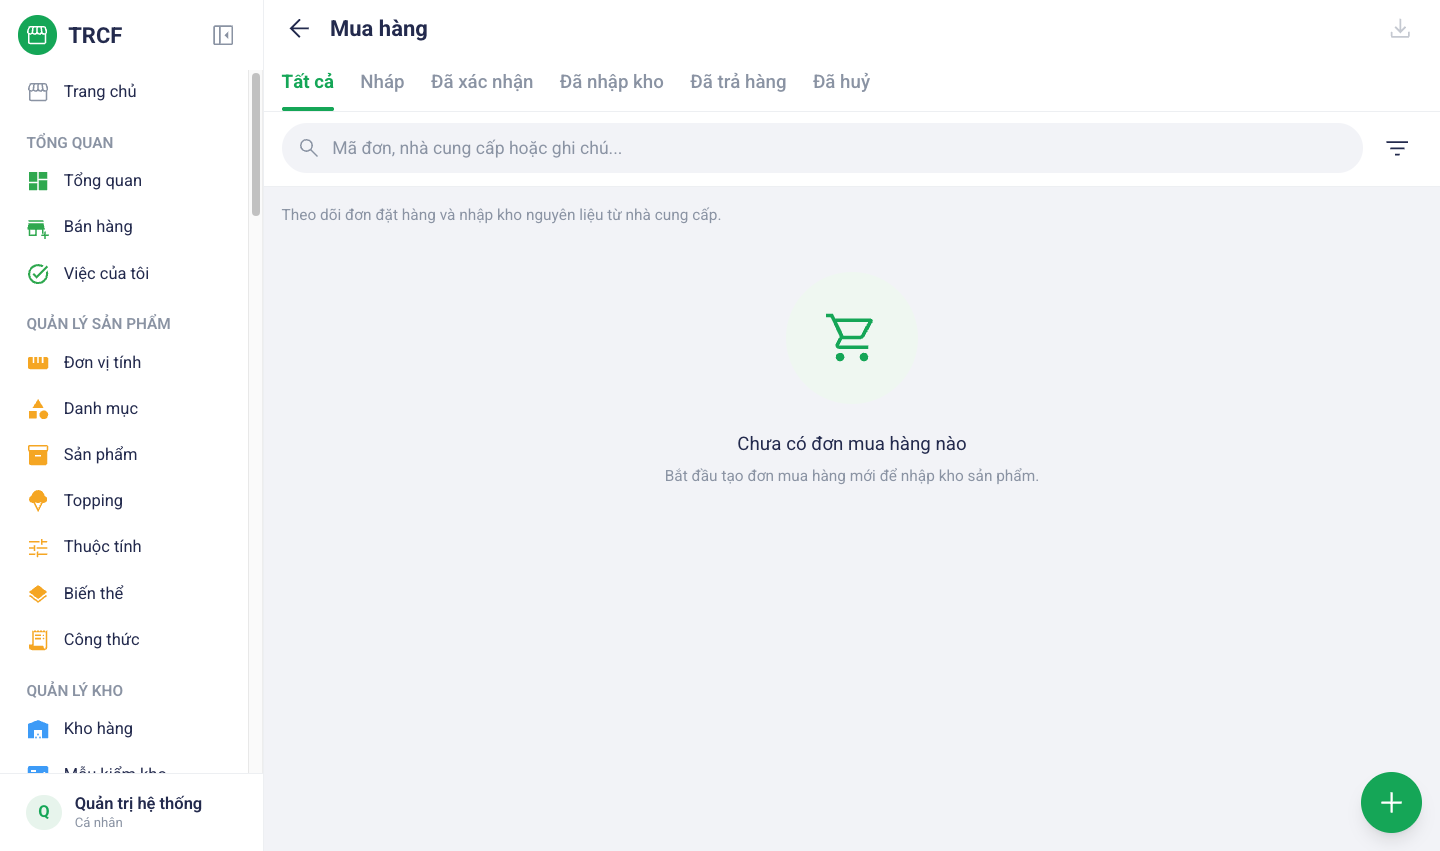 TRCF
Trang chủ
TỔNG QUAN
Tổng quan
Bán hàng
Việc của tôi
QUẢN LÝ SẢN PHẨM
Đơn vị tính
Danh mục
Sản phẩm
Topping
Thuộc tính
Biến thể
Công thức
QUẢN LÝ KHO
Kho hàng
Mẫu kiểm kho
Q
Quản trị hệ thống
Cá nhân
Mua hàng
Tất cả
Nháp
Đã xác nhận
Đã nhập kho
Đã trả hàng
Đã huỷ
Mã đơn, nhà cung cấp hoặc ghi chú...
Theo dõi đơn đặt hàng và nhập kho nguyên liệu từ nhà cung cấp.
Chưa có đơn mua hàng nào
Bắt đầu tạo đơn mua hàng mới để nhập kho sản phẩm.